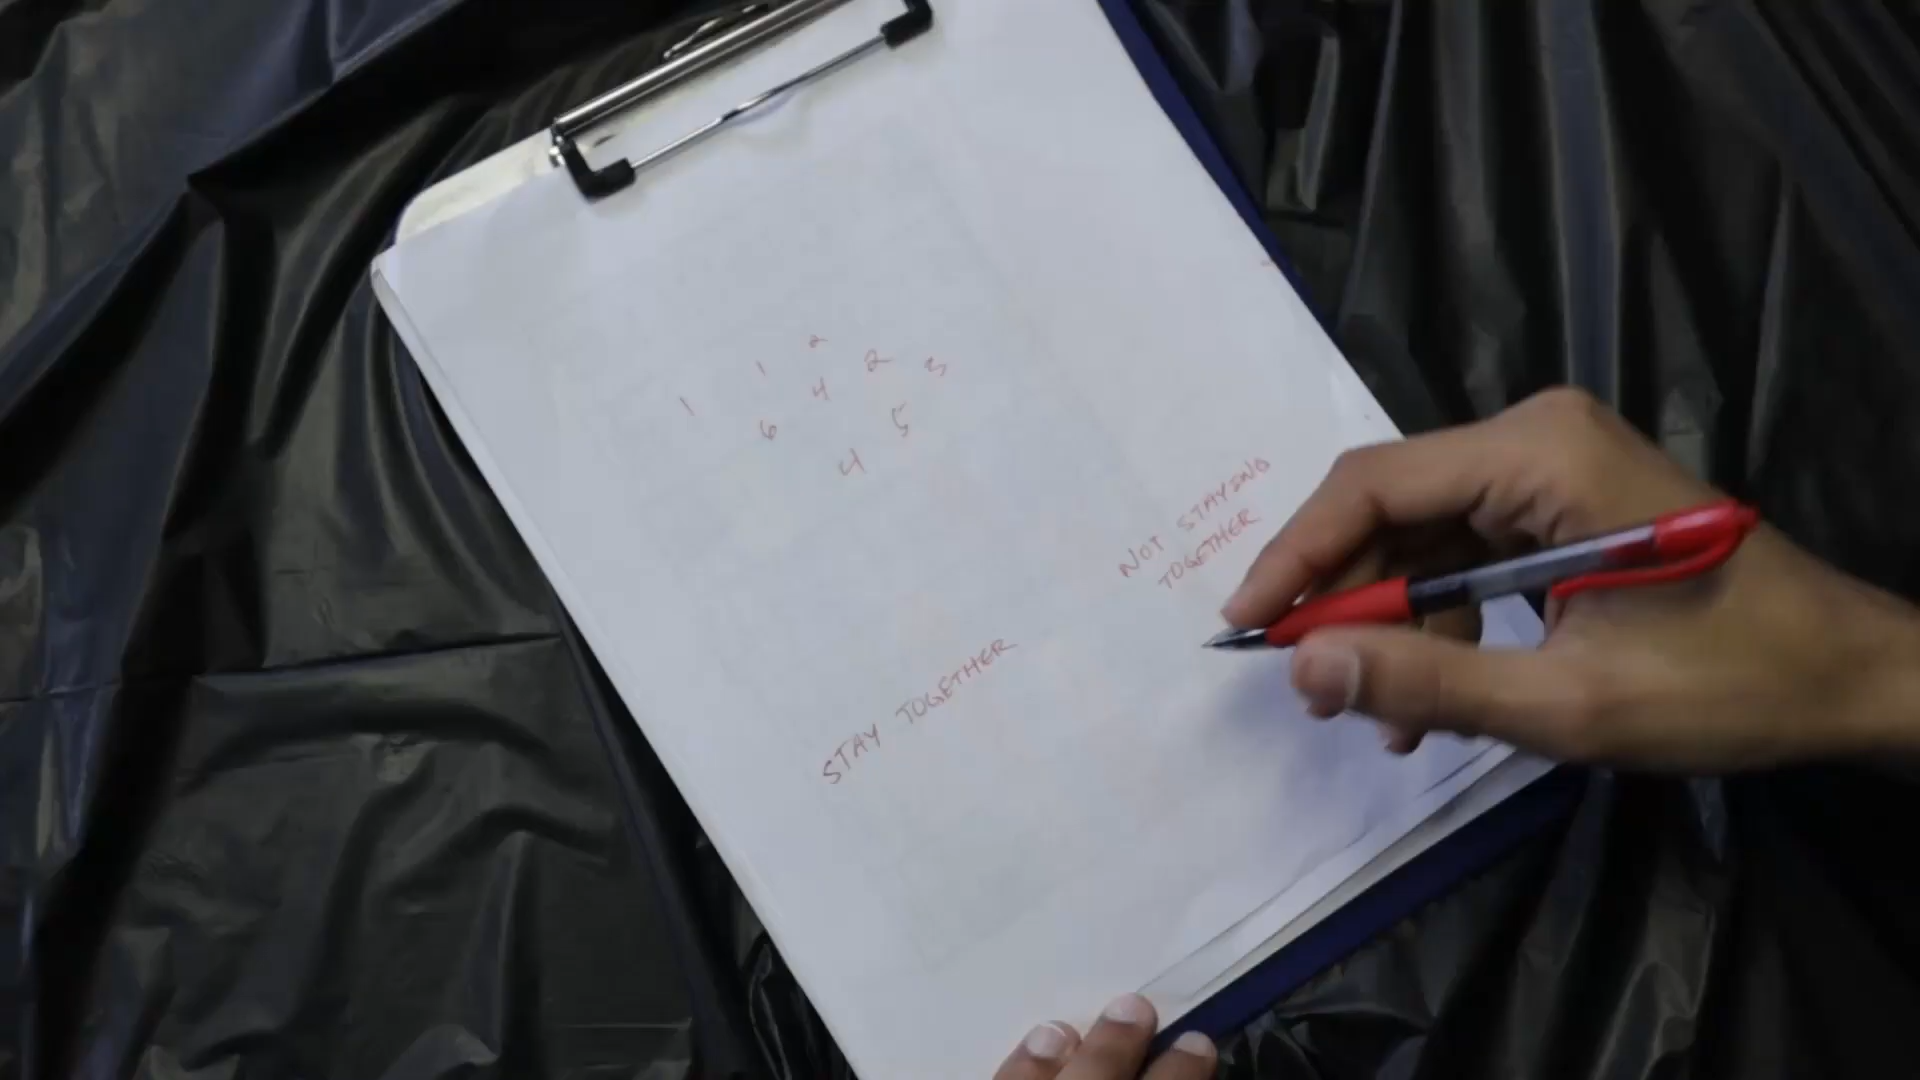 1 1 2
6 4 2 3
4 5
STAY TOGETHER
NOT STAYING
TOGETHER